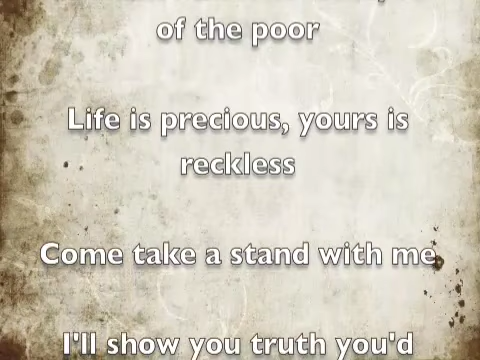 of the poor
Life is precious, yours is
reckless
Come take a stand with me
I'll show you truth you'd